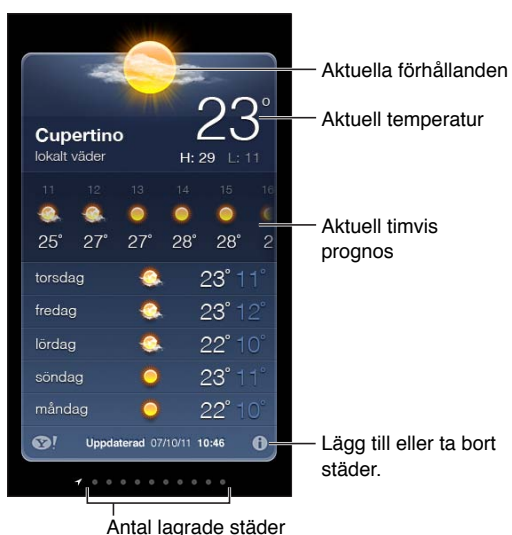 Aktuella förhållanden
23°
Aktuell temperatur
Cupertino
lokalt väder
H: 29 L: 11
11 12 13 14 15 16
25° 27° 27° 28° 28° 2
Aktuell timvis
prognos
torsdag 23° 11°
fredag 23° 12°
lördag 22° 10°
söndag 23° 11°
måndag 22° 10°
Y! Uppdaterad 07/10/11 10:46 i
Lägg till eller ta bort
städer.
Antal lagrade städer